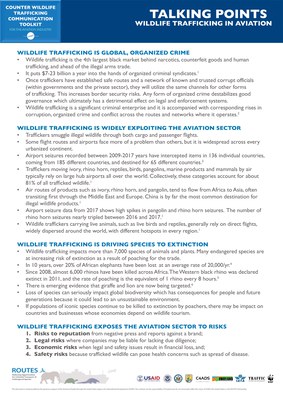 COUNTER WILDLIFE
TRAFFICKING
COMMUNICATION
TOOLKIT
FOR THE AVIATION INDUSTRY
TALKING POINTS
WILDLIFE TRAFFICKING IN AVIATION
WILDLIFE TRAFFICKING IS GLOBAL, ORGANIZED CRIME
• Wildlife trafficking is the 4th largest black market behind narcotics, counterfeit goods and human
trafficking, and ahead of the illegal arms trade.
• It puts $7-23 billion a year into the hands of organized criminal syndicates.
• Once traffickers have established safe routes and a network of known and trusted corrupt officials
(within governments and the private sector), they will utilize the same channels for other forms
of trafficking. This increases border security risks. Any form of organized crime destabilizes good
governance which ultimately has a detrimental effect on legal and enforcement systems.
• Wildlife trafficking is a significant criminal enterprise and it is accompanied with corresponding rises in
corruption, organized crime and conflict across the routes and networks where it operates.
WILDLIFE TRAFFICKING IS WIDELY EXPLOITING THE AVIATION SECTOR
• Traffickers smuggle illegal wildlife through both cargo and passenger flights.
• Some flight routes and airports face more of a problem than others, but it is widespread across every
urbanized continent.
• Airport seizures recorded between 2009-2017 years have intercepted items in 136 individual countries,
coming from 185 different countries, and destined for 65 different countries.
• Traffickers moving ivory, rhino horn, reptiles, birds, pangolins, marine products and mammals by air
typically rely on large hub airports all over the world. Collectively, these categories account for about
81% of all trafficked wildlife.
• Air routes of products such as ivory, rhino horn, and pangolin, tend to flow from Africa to Asia, often
transiting first through the Middle East and Europe. China is by far the most common destination for
illegal wildlife products.
• Airport seizure data from 2017 shows high spikes in pangolin and rhino horn seizures. The number of
rhino horn seizures nearly tripled between 2016 and 2017.
• Wildlife traffickers carrying live animals, such as live birds and reptiles, generally rely on direct flights,
widely dispersed around the world, with different hotspots in every region.
WILDLIFE TRAFFICKING IS DRIVING SPECIES TO EXTINCTION
• Wildlife trafficking impacts more than 7,000 species of animals and plants. Many endangered species are
at increasing risk of extinction as a result of poaching for the trade.
• In 10 years, over 20% of African elephants have been lost, at an average rate of 20,000/yr.
• Since 2008, almost 6,000 rhinos have been killed across Africa. The Western black rhino was declared
extinct in 2011, and the rate of poaching is the equivalent of 1 rhino every 8 hours.
• There is emerging evidence that giraffe and lion are now being targeted.
• Loss of species can seriously impact global biodiversity which has consequences for people and future
generations because it could lead to an unsustainable environment.
• If populations of iconic species continue to be killed to extinction by poachers, there may be impact on
countries and businesses whose economies depend on wildlife tourism.
WILDLIFE TRAFFICKING EXPOSES THE AVIATION SECTOR TO RISKS
1. Risks to reputation from negative press and reports against a brand;
2. Legal risks where companies may be liable for lacking due diligence;
3. Economic risks when legal and safety issues result in financial loss, and;
4. Safety risks because trafficked wildlife can pose health concerns such as spread of disease.
ROUTES
USAID
C4ADS
TRAFFIC
WWF